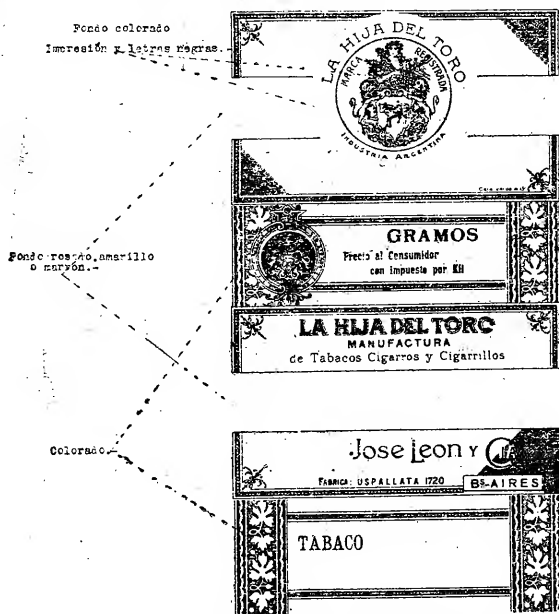 Fondo colorado
Impresión y letras negras.-
LA HIJA DEL TORO
MARCA REGISTRADA
INDUSTRIA ARGENTINA
GRAMOS
Precio al Consumidor
con impuesto por Kil
Fondo rosado, amarillo
o marrón.-
LA HIJA DEL TORO
MANUFACTURA
de Tabacos Cigarros y Cigarrillos
Colorado.-
Jose Leon y Cía
FABRICA: USPALLATA 1720 Bs-AIRES
TABACO